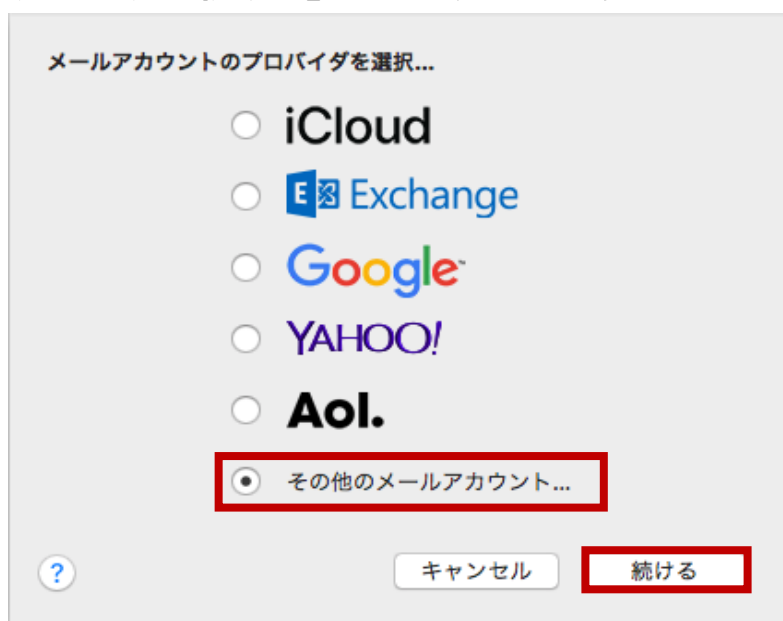 メールアカウントのプロバイダを選択...
iCloud
E Exchange
Google
YAHOO!
Aol.
その他のメールアカウント...
?
キャンセル
続ける